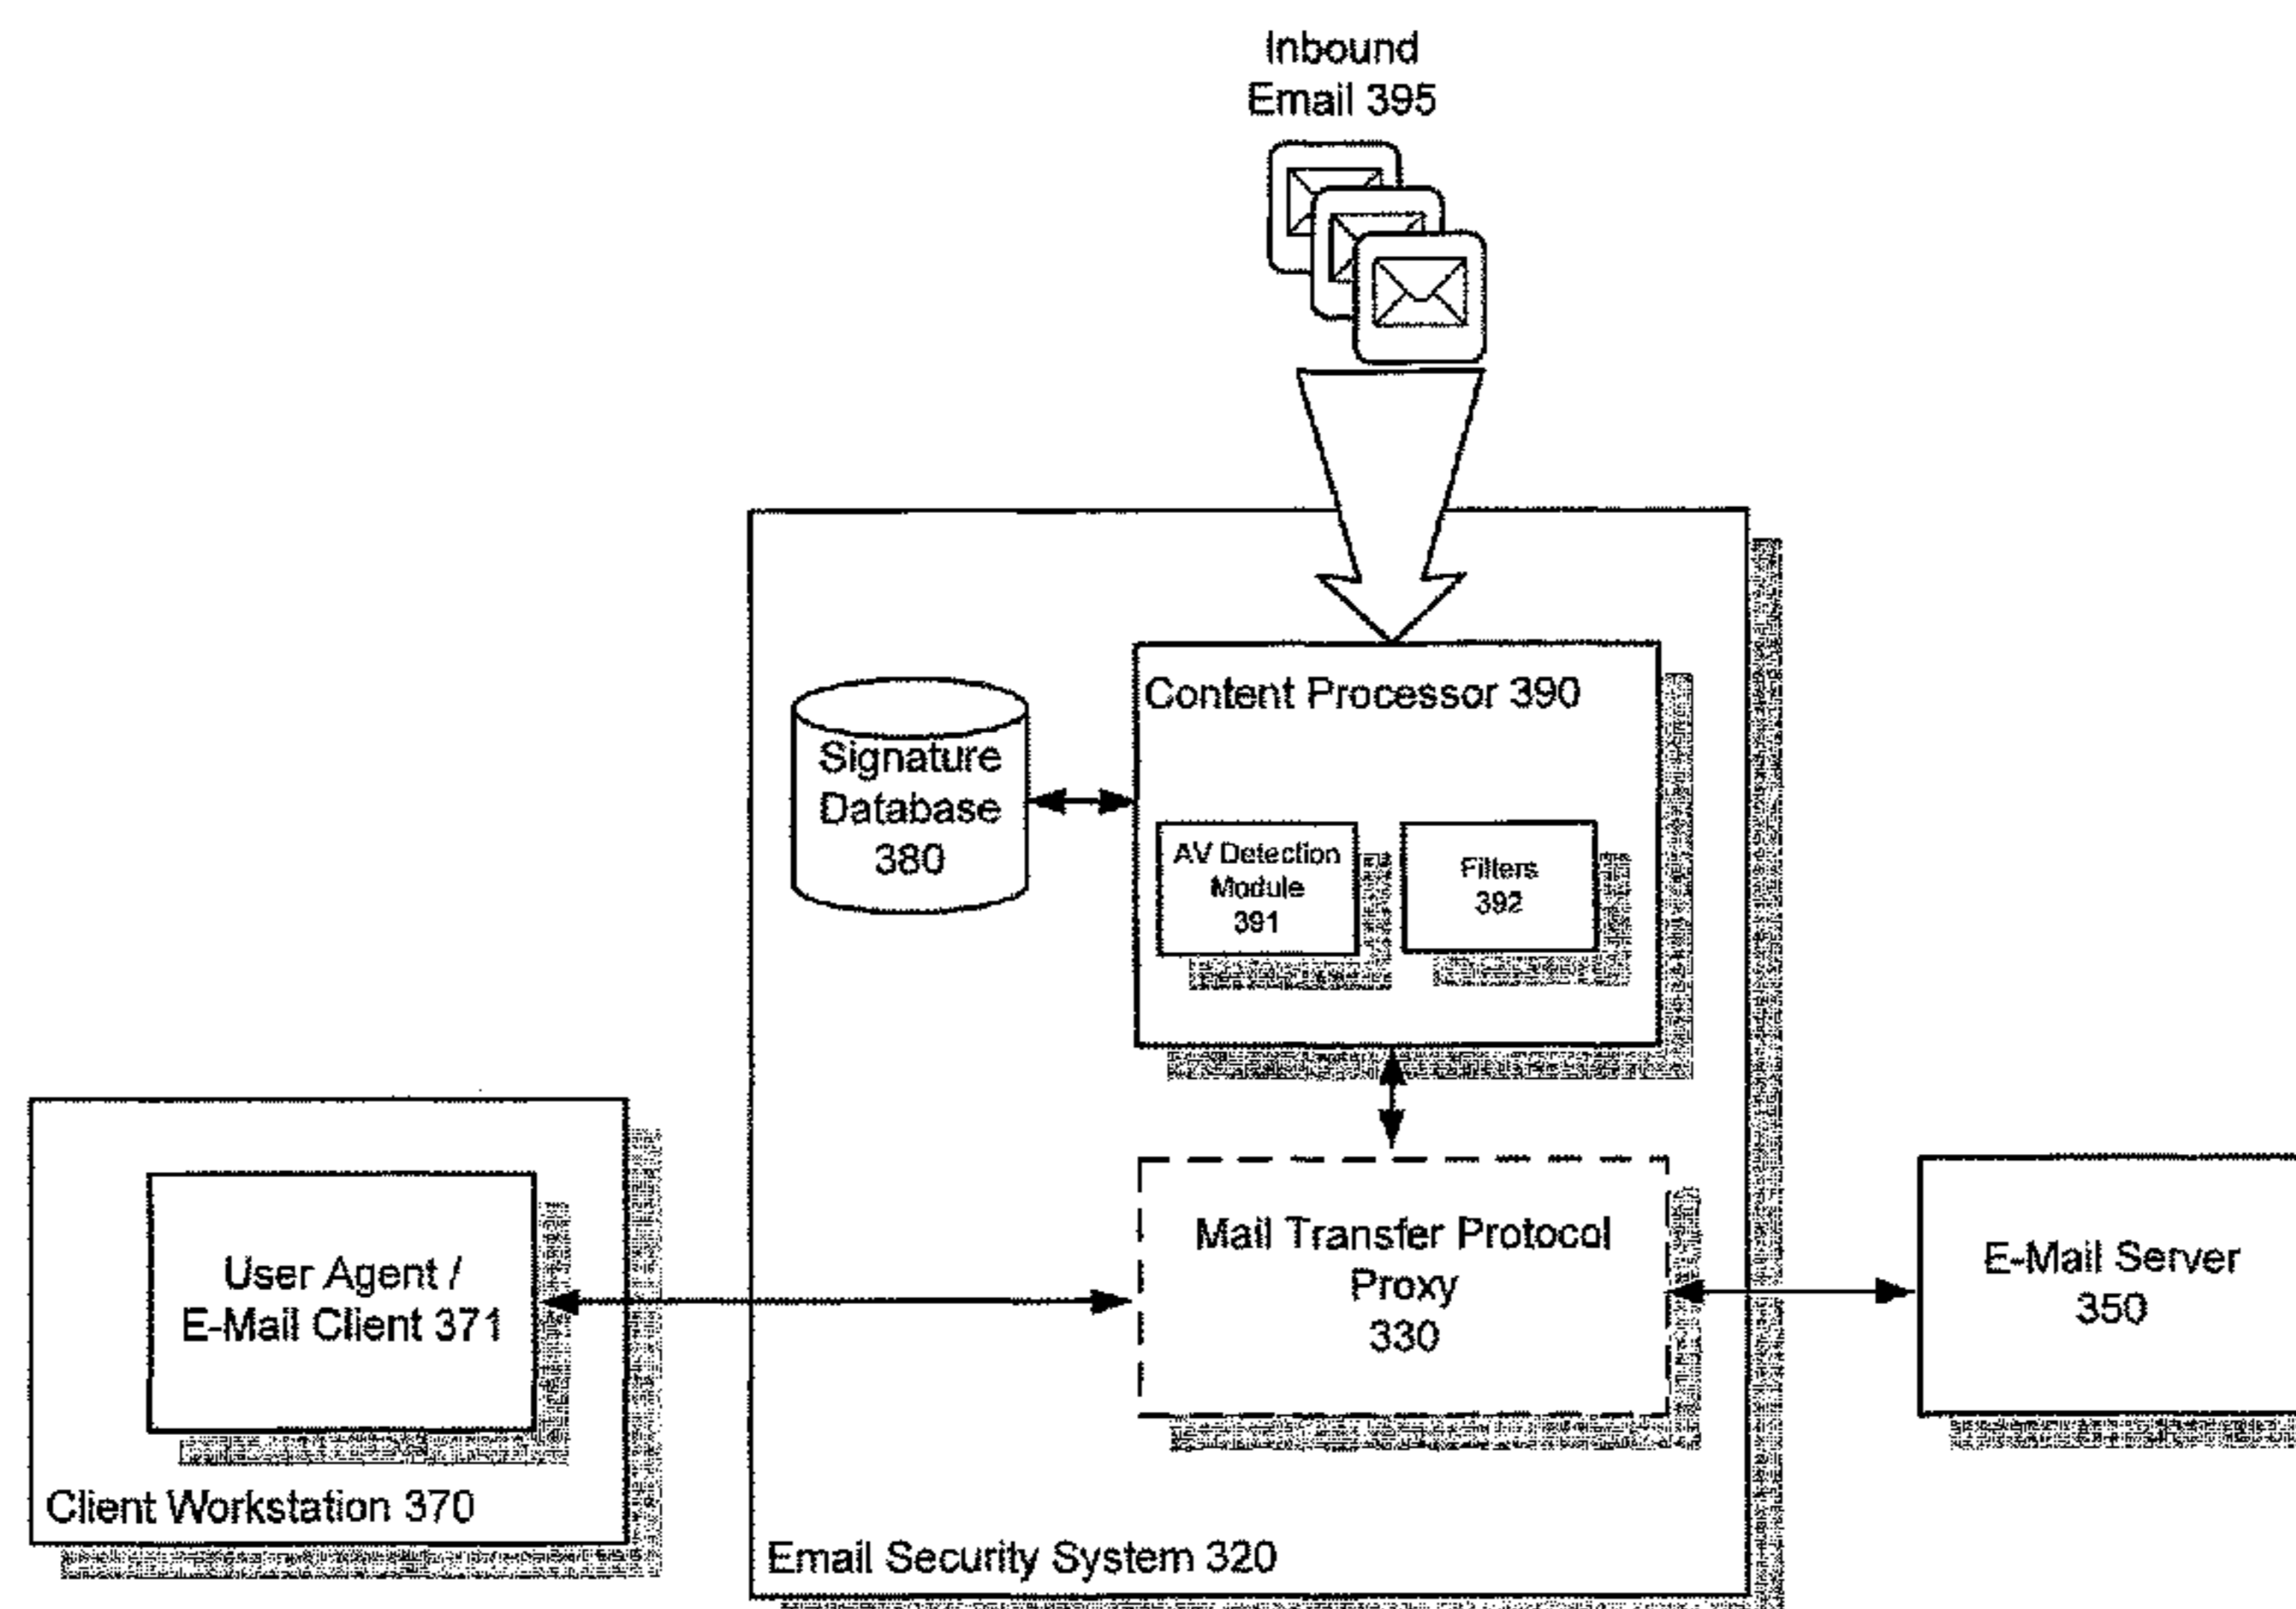 Inbound
Email 395
Content Processor 390
Signature
Database
380
AV Detection
Module
391
Filters
392
Mail Transfer Protocol
Proxy
330
E-Mail Server
350
User Agent /
E-Mail Client 371
Client Workstation 370
Email Security System 320